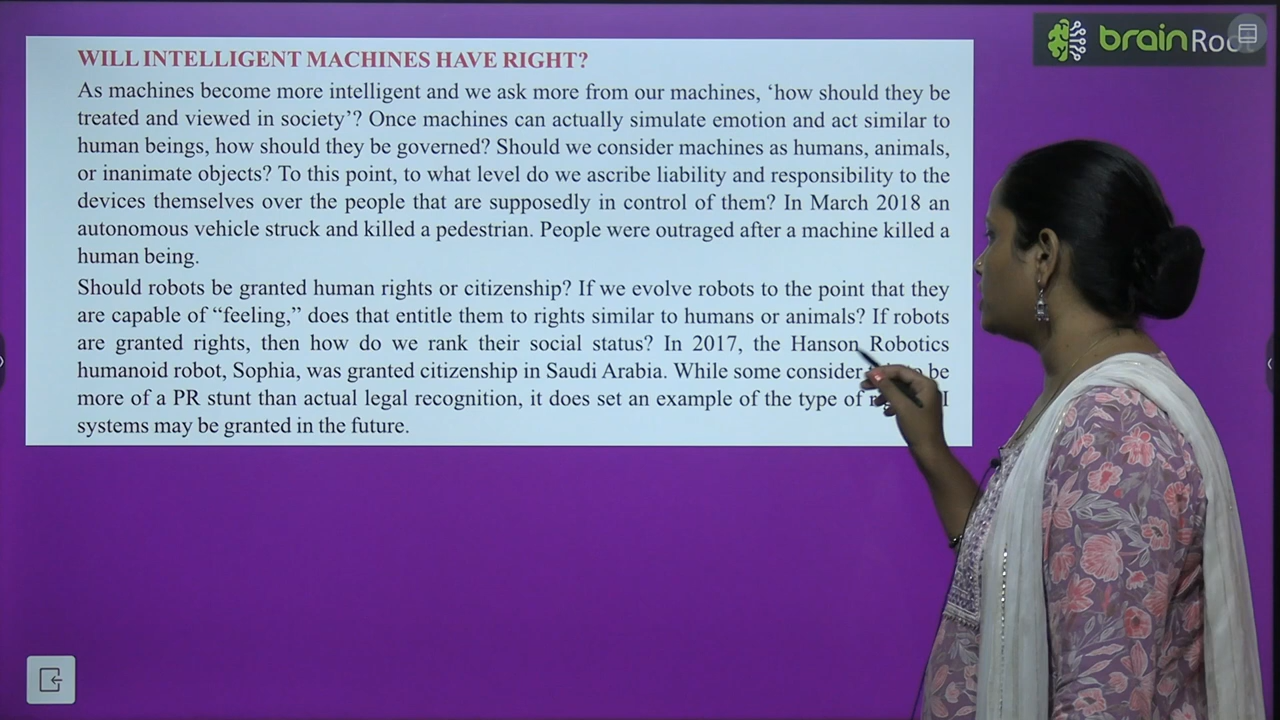 brainRoo
WILL INTELLIGENT MACHINES HAVE RIGHT?
As machines become more intelligent and we ask more from our machines, ‘how should they be
treated and viewed in society’? Once machines can actually simulate emotion and act similar to
human beings, how should they be governed? Should we consider machines as humans, animals,
or inanimate objects? To this point, to what level do we ascribe liability and responsibility to the
devices themselves over the people that are supposedly in control of them? In March 2018 an
autonomous vehicle struck and killed a pedestrian. People were outraged after a machine killed a
human being.
Should robots be granted human rights or citizenship? If we evolve robots to the point that they
are capable of “feeling,” does that entitle them to rights similar to humans or animals? If robots
are granted rights, then how do we rank their social status? In 2017, the Hanson Robotics
humanoid robot, Sophia, was granted citizenship in Saudi Arabia. While some consider be
more of a PR stunt than actual legal recognition, it does set an example of the type of
systems may be granted in the future.